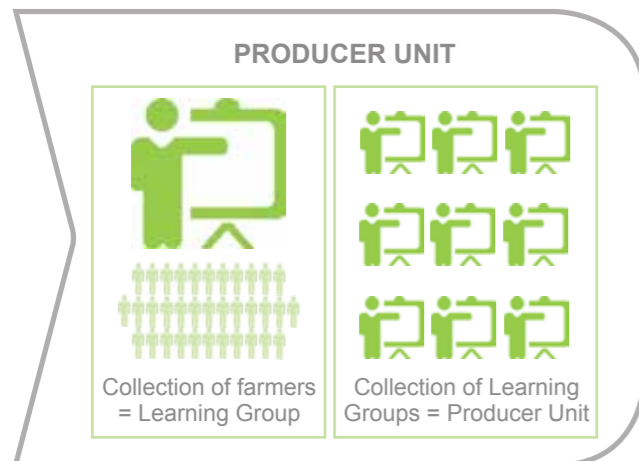 PRODUCER UNIT
Collection of farmers
= Learning Group
Collection of Learning
Groups = Producer Unit